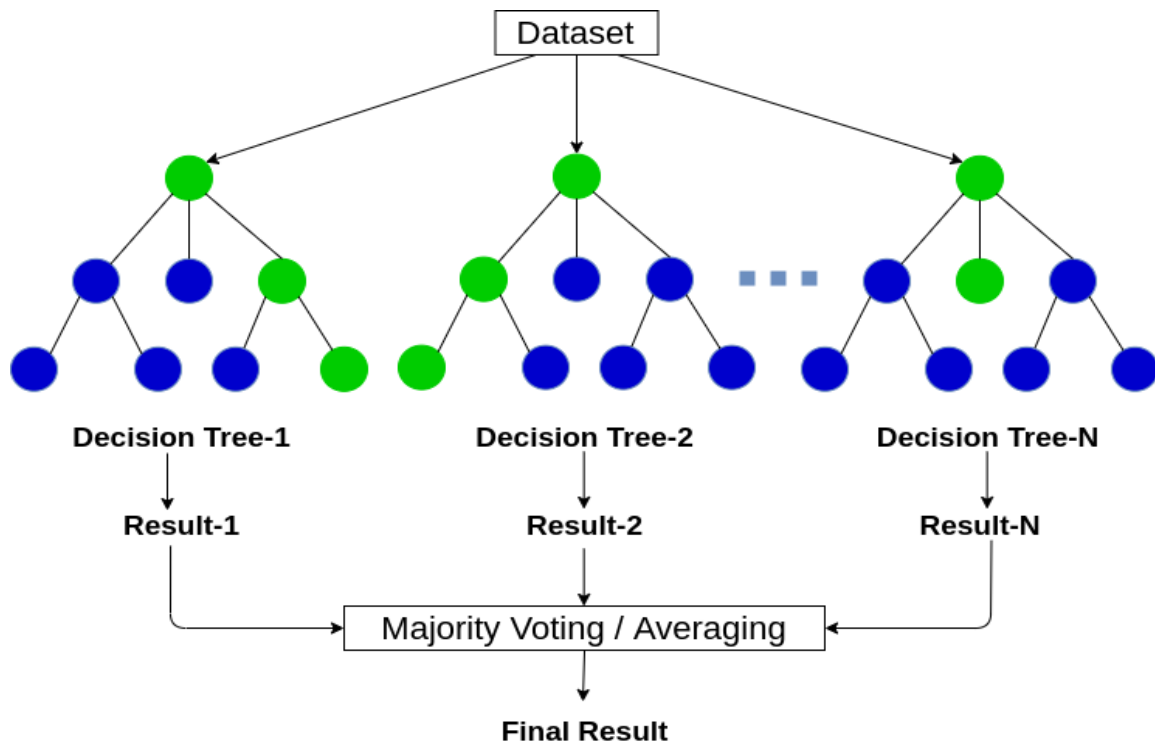 Dataset
Decision Tree-1
Decision Tree-2
Decision Tree-N
Result-1
Result-2
Result-N
Majority Voting / Averaging
Final Result